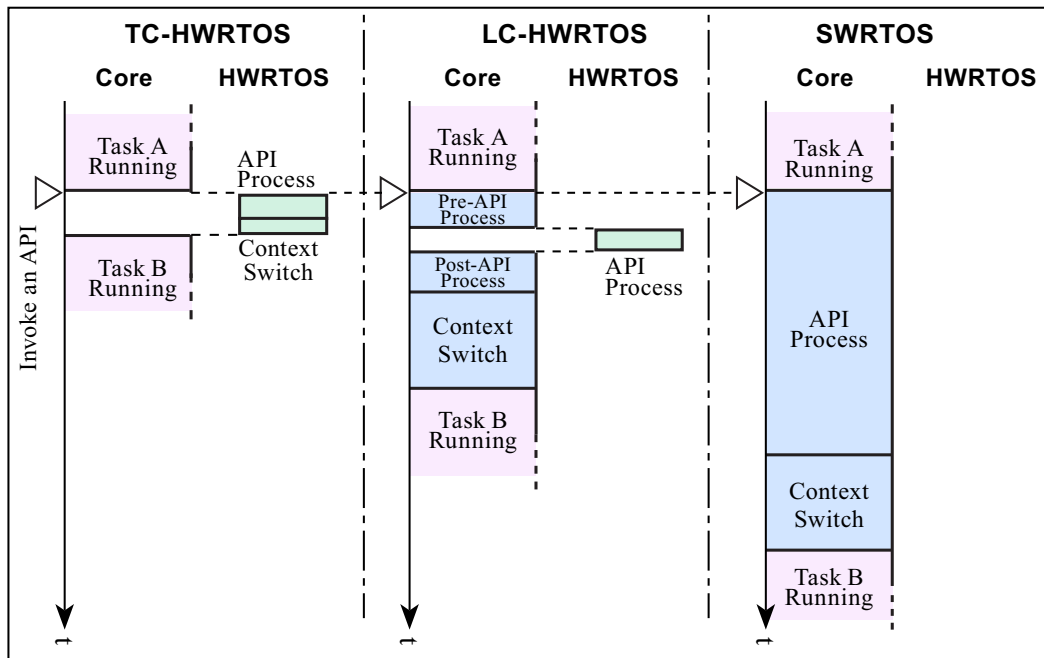 TC-HWRTOS
LC-HWRTOS
SWRTOS
Core
HWRTOS
Core
HWRTOS
Core
HWRTOS
Invoke an API
Task A
Running
API
Process
Context
Switch
Task B
Running
t
Task A
Running
Pre-API
Process
API
Process
Post-API
Process
Context
Switch
Task B
Running
t
Task A
Running
API
Process
Context
Switch
Task B
Running
t